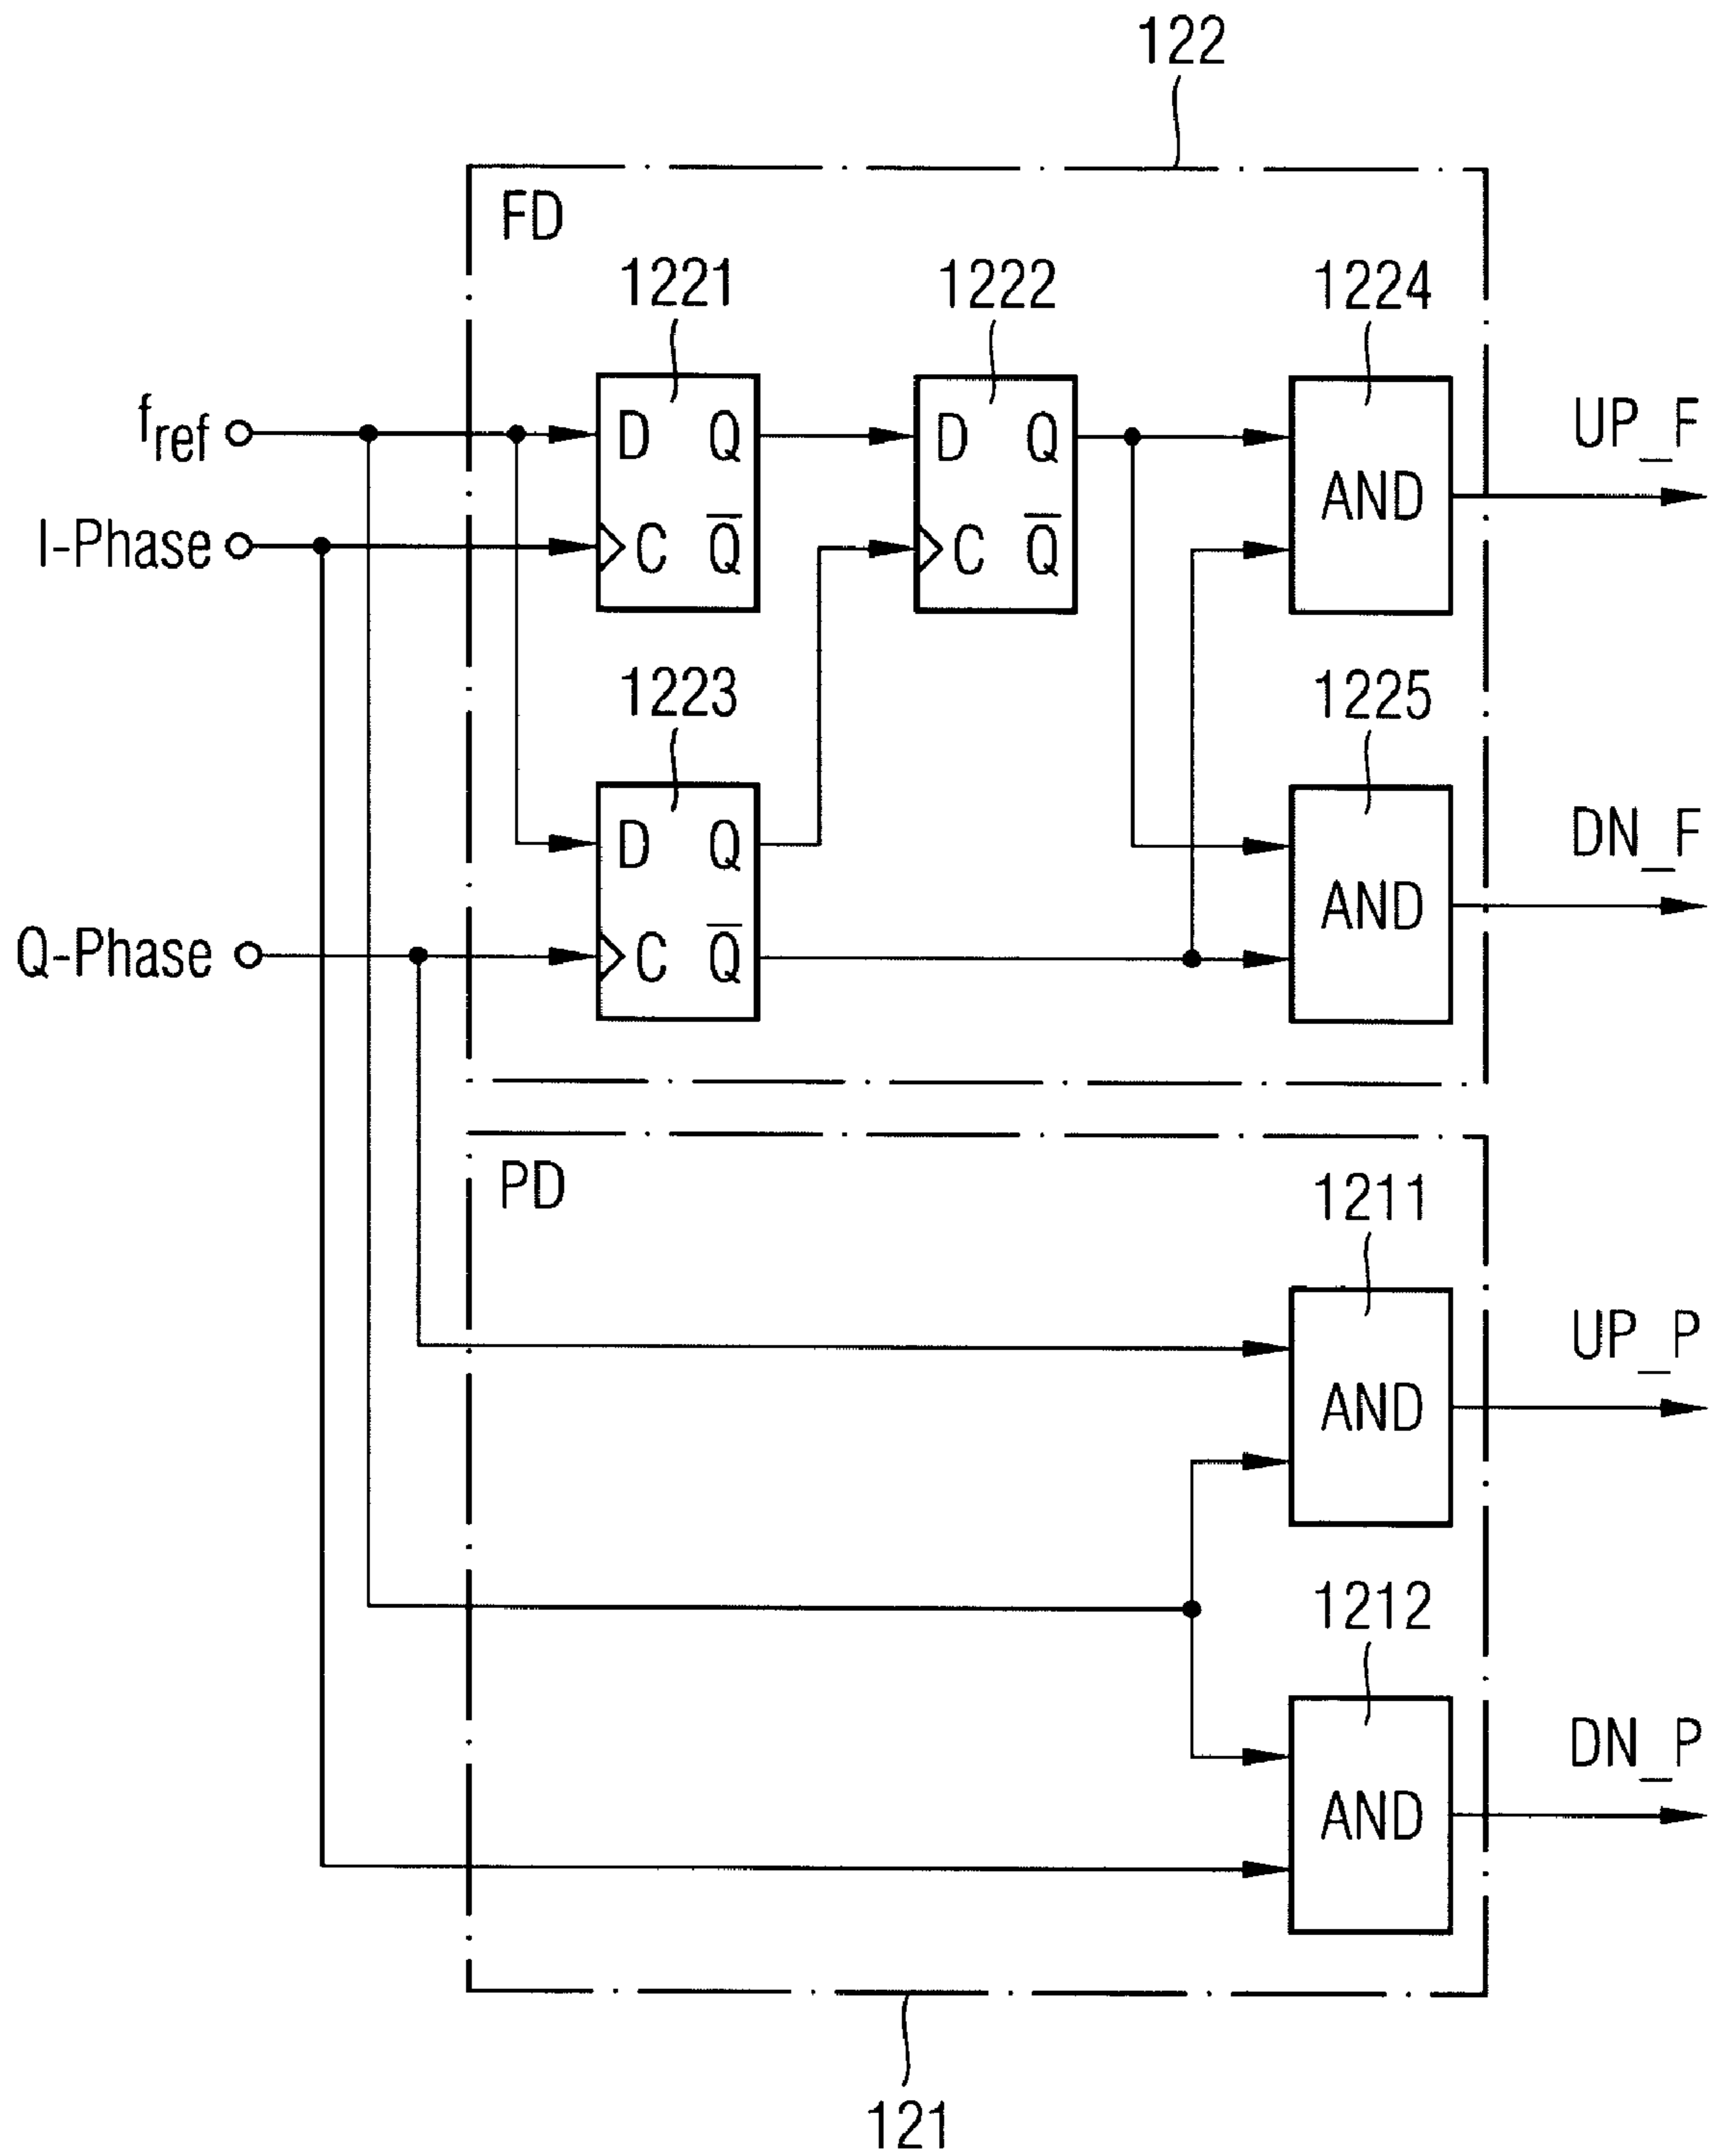 122
FD
1221 1222 1224
f_ref
D Q D Q
AND
UP_F
I-Phase
C Q̅ C Q̅
1223 1225
D Q
AND
DN_F
Q-Phase
C Q̅
PD
1211
AND
UP_P
1212
AND
DN_P
121